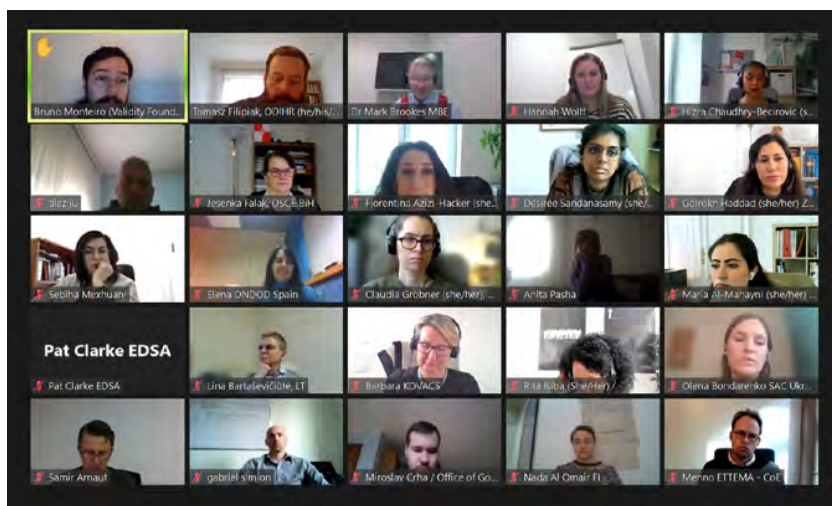 Bruno Monteiro (Validity Found...
Tomasz Filipiak, ODIHR (he/his/...
Dr Mark Brookes MBE
Hannah Wolff
Hizra Chaudhry-Becirovic (s...
Jesenka Falak, OSCE BiH
Fiorentina Azizi-Hacker (she...
Désirée Sandanasamy (she/...
Golrokh Haddad (she/her) Z...
Sebiha Mexhuani
Elena ONDOD Spain
Claudia Gröbner (she/her), ...
Anita Pasha
Maria Al-Mahayni (she/her) ...
Pat Clarke EDSA
Pat Clarke EDSA
Lina Bartaševičiūtė, LT
Barbara KOVACS
Rita Isiba (She/Her)
Olena Bondarenko SAC Ukr...
Samir Arnaut
gabriel simion
Miroslav Crha / Office of Go...
Nada Al Omair FI
Menno ETTEMA - CoE